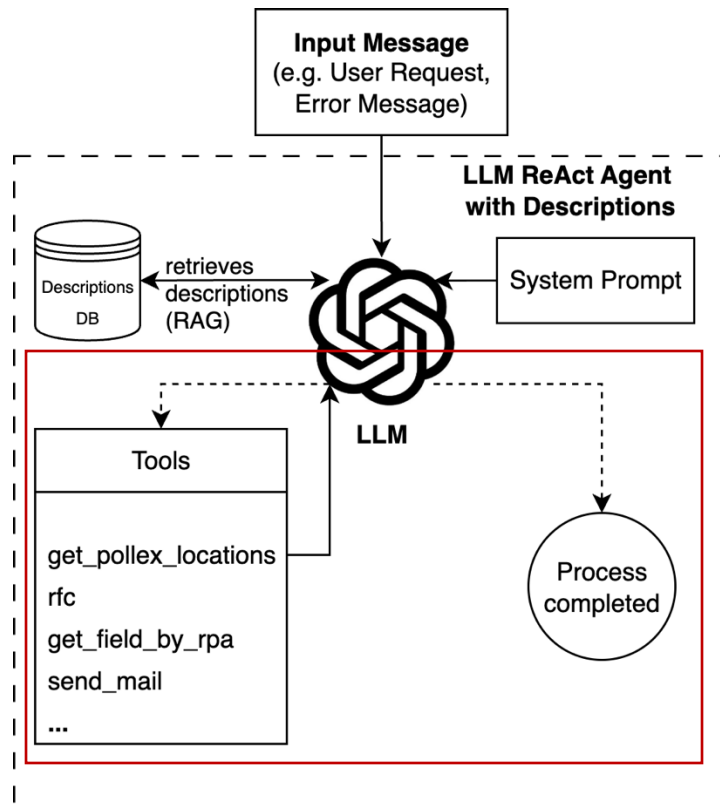 Input Message
(e.g. User Request,
Error Message)
LLM ReAct Agent
with Descriptions
Descriptions
DB
retrieves
descriptions
(RAG)
System Prompt
LLM
Tools
get_pollex_locations
rfc
get_field_by_rpa
send_mail
...
Process
completed